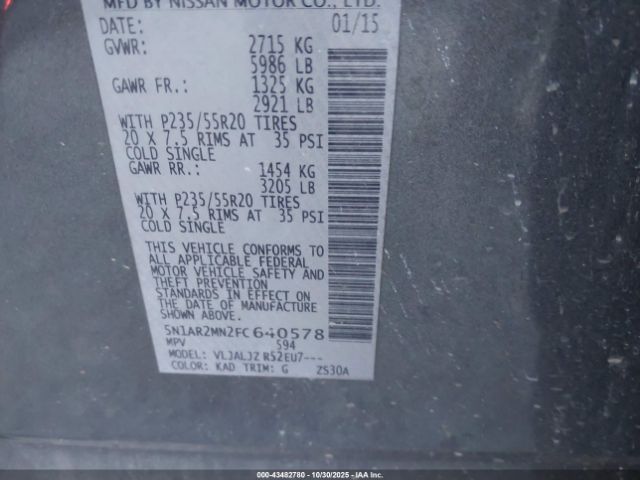 MFD BY NISSAN MOTOR CO., LTD.
DATE: 01/15
GVWR: 2715 KG
5986 LB
GAWR FR.: 1325 KG
2921 LB
WITH P235/55R20 TIRES
20 X 7.5 RIMS AT 35 PSI
COLD SINGLE
GAWR RR.: 1454 KG
3205 LB
WITH P235/55R20 TIRES
20 X 7.5 RIMS AT 35 PSI
COLD SINGLE
THIS VEHICLE CONFORMS TO
ALL APPLICABLE FEDERAL
MOTOR VEHICLE SAFETY AND
THEFT PREVENTION
STANDARDS IN EFFECT ON
THE DATE OF MANUFACTURE
SHOWN ABOVE.
5N1AR2MN2FC640578
MPV 594
MODEL: VLJALJZ R52EU7---
COLOR: KAD TRIM: G ZS30A
000-43482780 - 10/30/2025 - © IAA Inc.